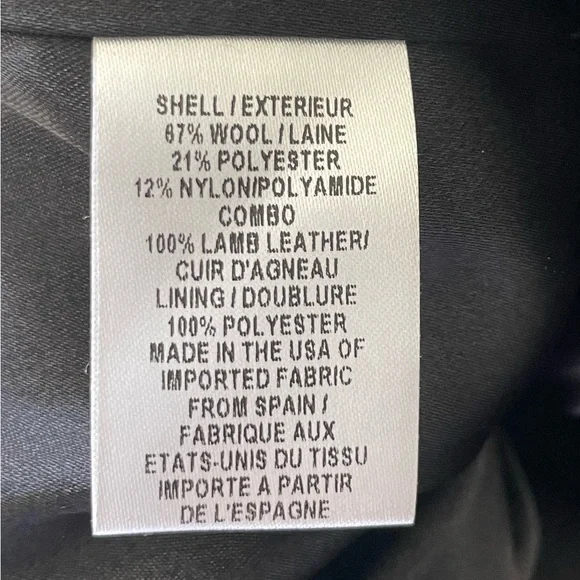 SHELL / EXTERIEUR
67% WOOL / LAINE
21% POLYESTER
12% NYLON/POLYAMIDE
COMBO
100% LAMB LEATHER/
CUIR D'AGNEAU
LINING / DOUBLURE
100% POLYESTER
MADE IN THE USA OF
IMPORTED FABRIC
FROM SPAIN /
FABRIQUE AUX
ETATS-UNIS DU TISSU
IMPORTE A PARTIR
DE L'ESPAGNE